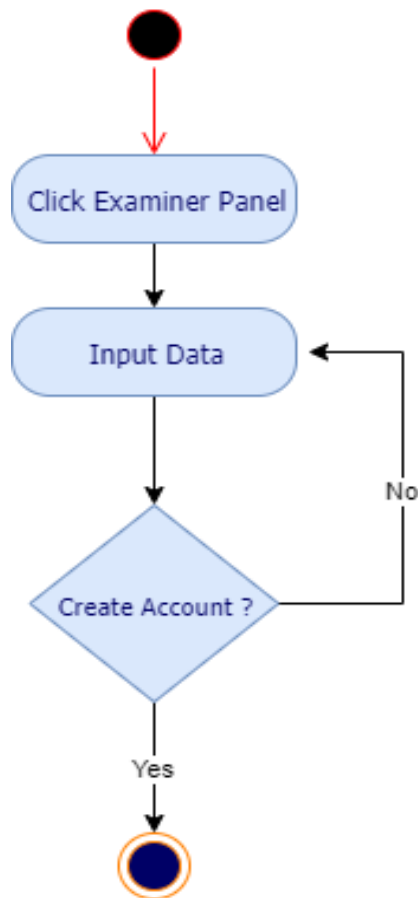 Click Examiner Panel
Input Data
No
Create Account ?
Yes